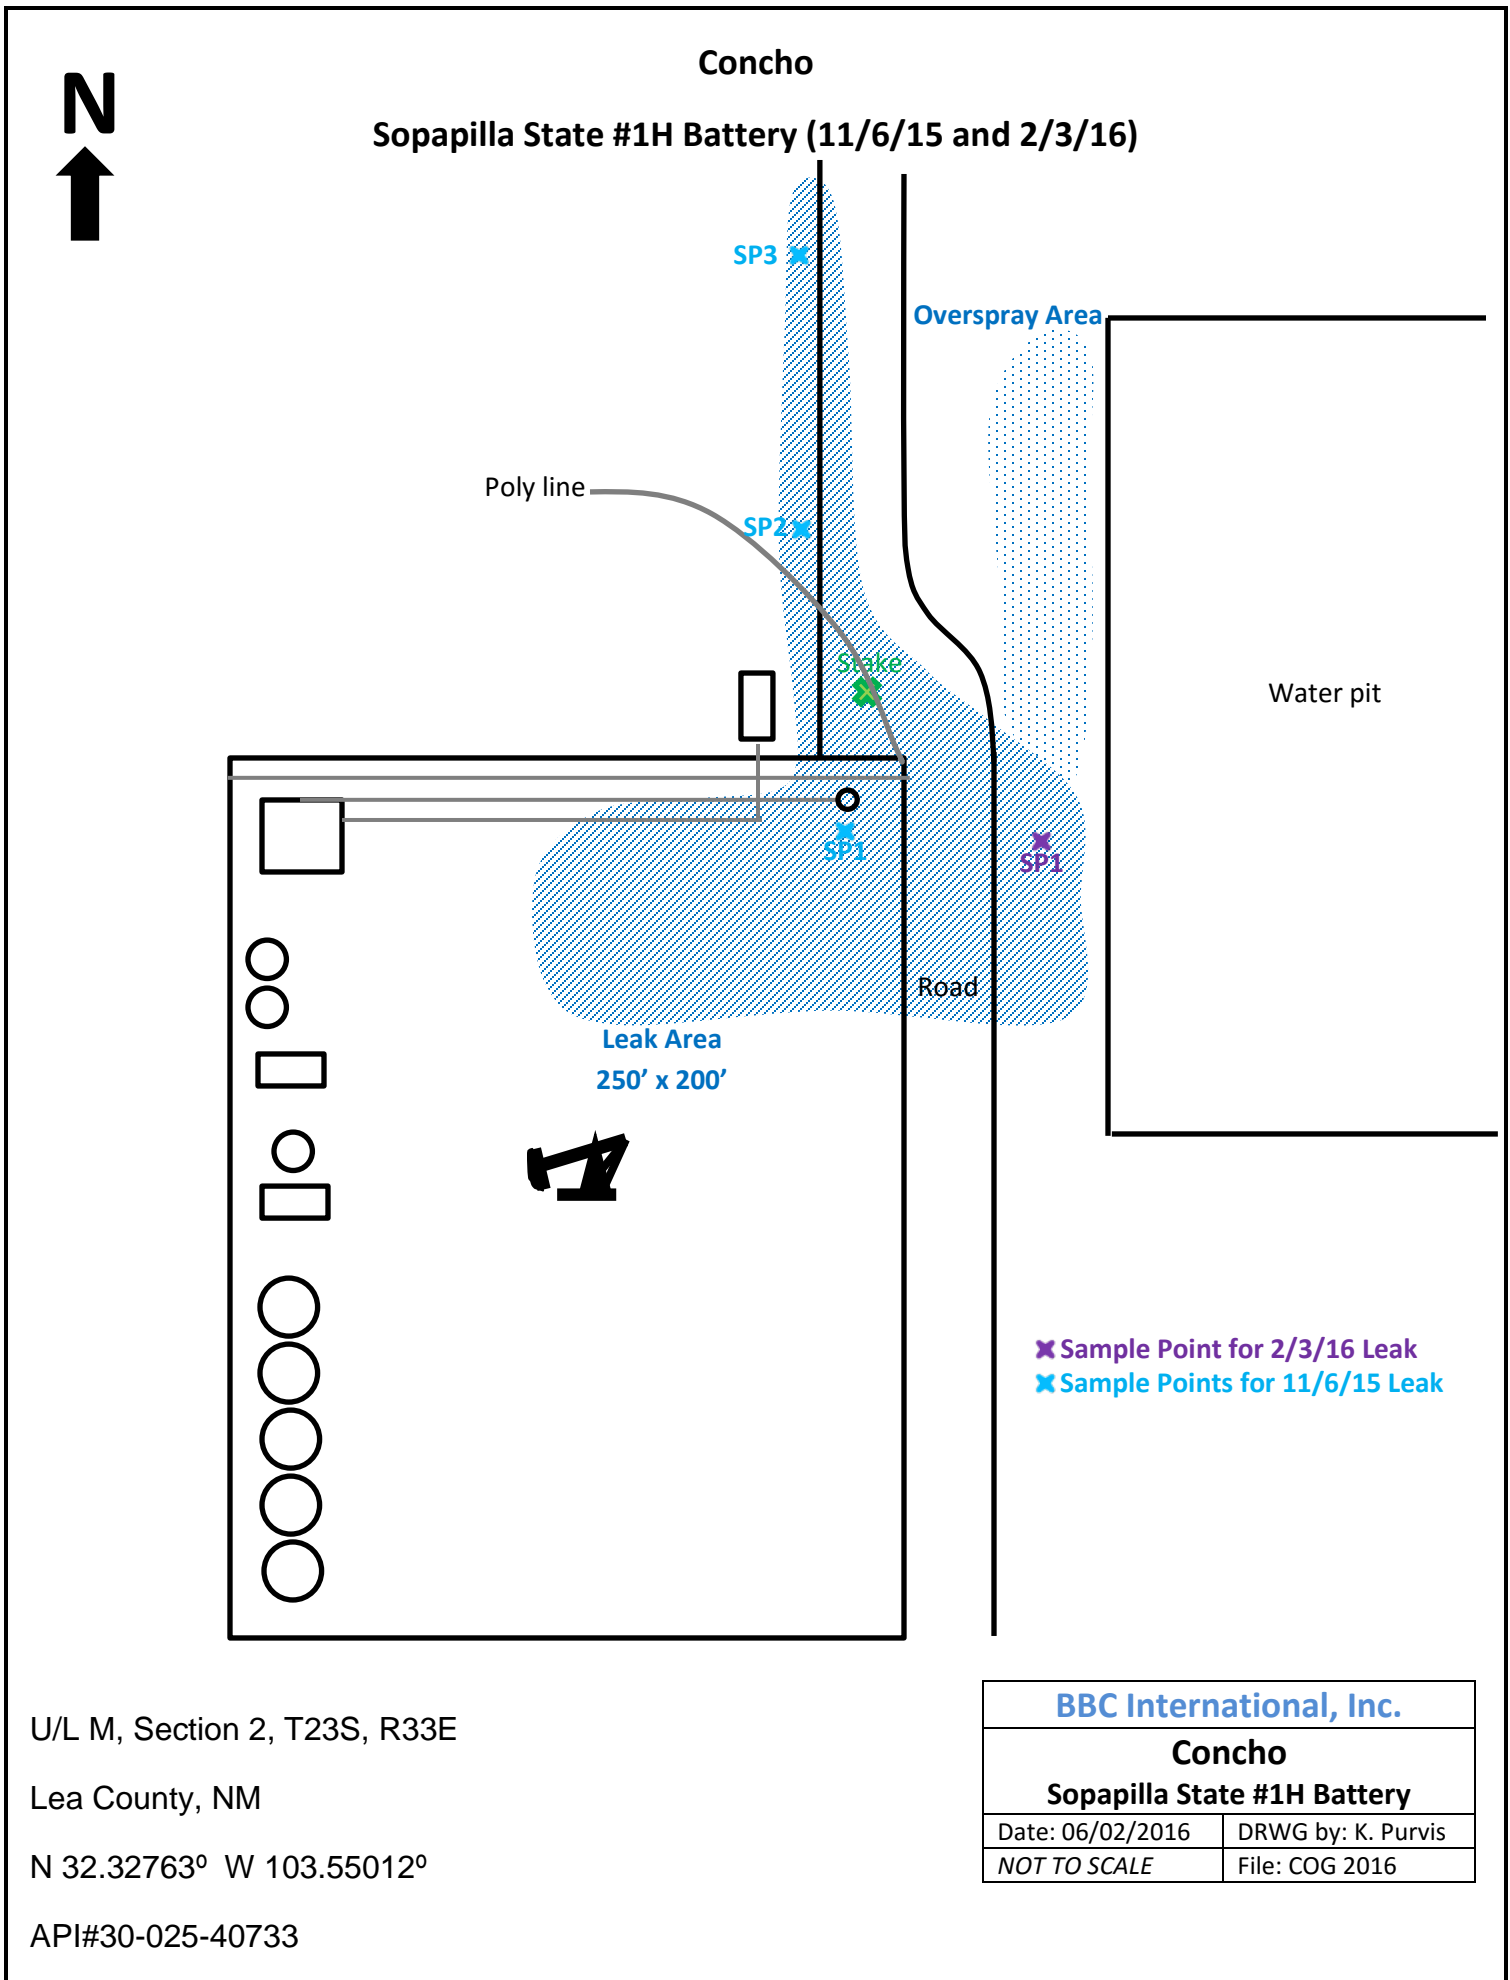 N
Concho
Sopapilla State #1H Battery (11/6/15 and 2/3/16)
SP3
Overspray Area
Poly line
SP2
Stake
Water pit
SP1
SP1
Road
Leak Area
250’ x 200’
Sample Point for 2/3/16 Leak
Sample Points for 11/6/15 Leak
U/L M, Section 2, T23S, R33E
Lea County, NM
N 32.32763⁰ W 103.55012⁰
API#30-025-40733
BBC International, Inc.
Concho
Sopapilla State #1H Battery
Date: 06/02/2016
DRWG by: K. Purvis
NOT TO SCALE
File: COG 2016